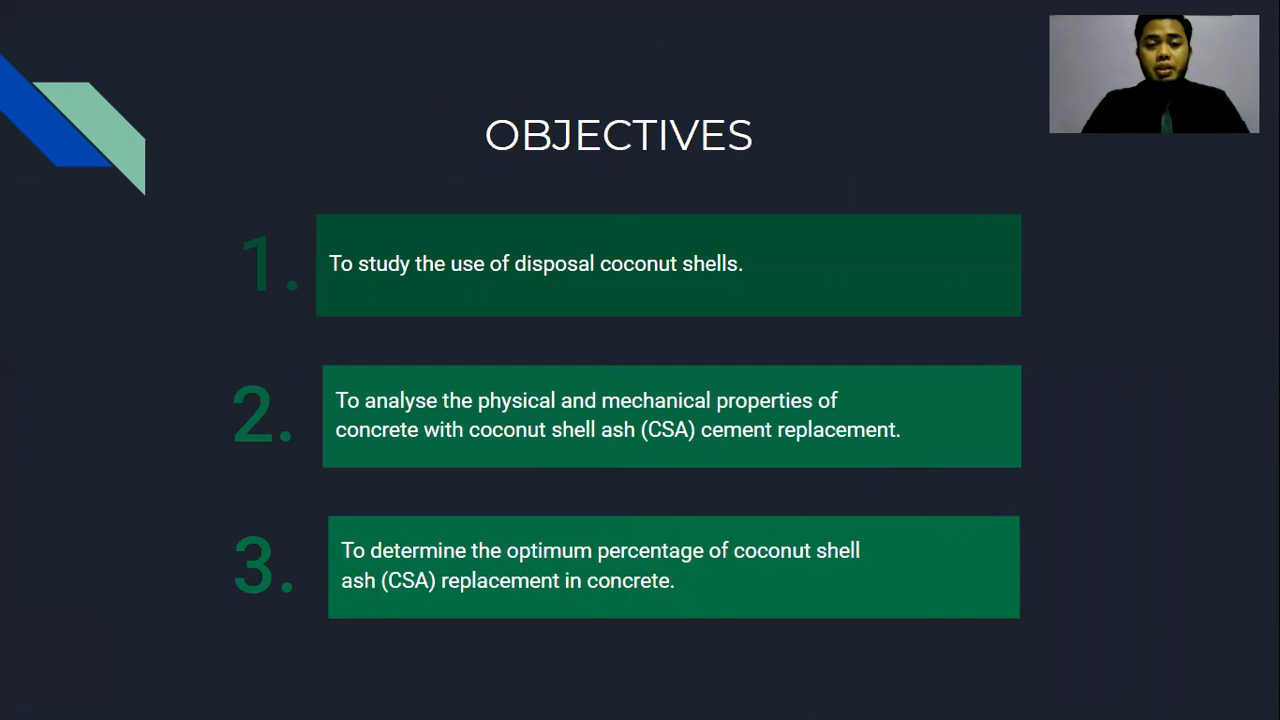 OBJECTIVES
1.
To study the use of disposal coconut shells.
2.
To analyse the physical and mechanical properties of
concrete with coconut shell ash (CSA) cement replacement.
3.
To determine the optimum percentage of coconut shell
ash (CSA) replacement in concrete.